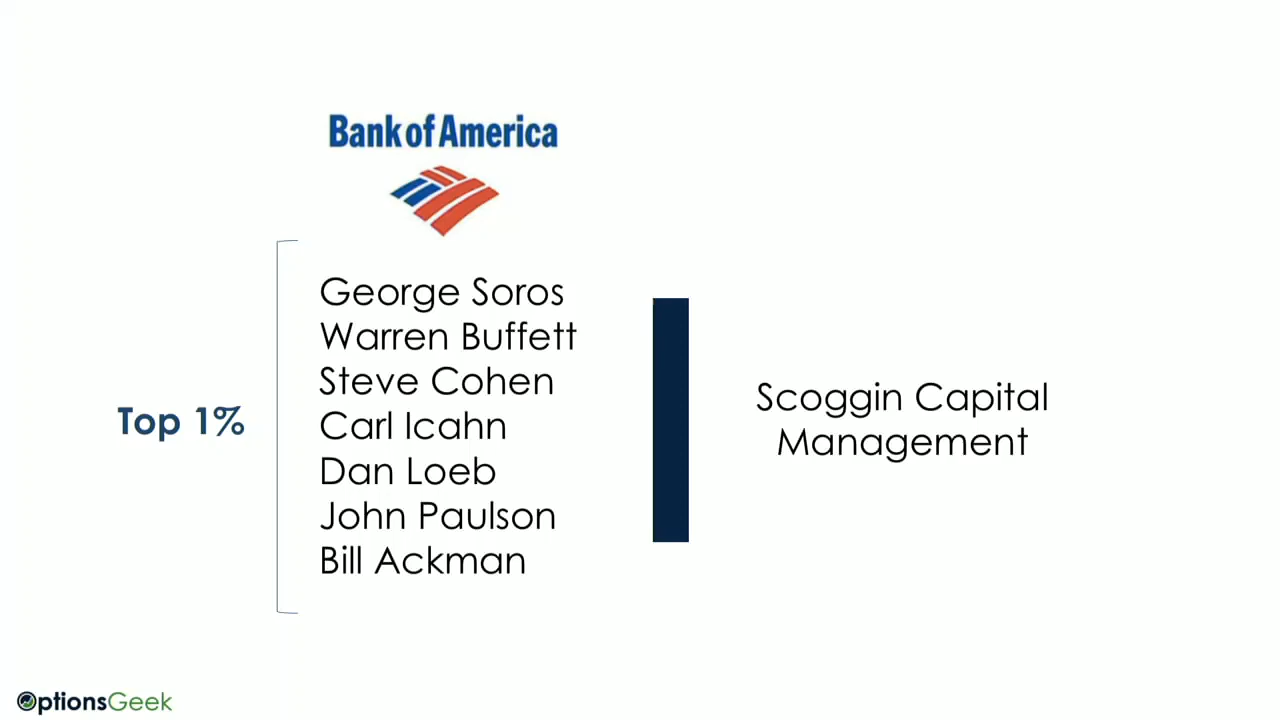 Bank of America
George Soros
Warren Buffett
Steve Cohen
Carl Icahn
Dan Loeb
John Paulson
Bill Ackman
Top 1%
Scoggin Capital
Management
OptionsGeek